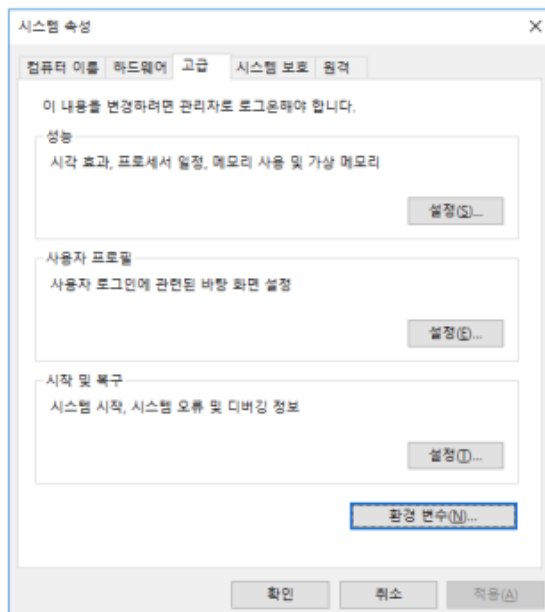 시스템 속성
컴퓨터 이름 하드웨어 고급 시스템 보호 원격
이 내용을 변경하려면 관리자로 로그온해야 합니다.
성능
시각 효과, 프로세서 일정, 메모리 사용 및 가상 메모리
설정(S)...
사용자 프로필
사용자 로그인에 관련된 바탕 화면 설정
설정(E)...
시작 및 복구
시스템 시작, 시스템 오류 및 디버깅 정보
설정(T)...
환경 변수(N)...
확인 취소 적용(A)